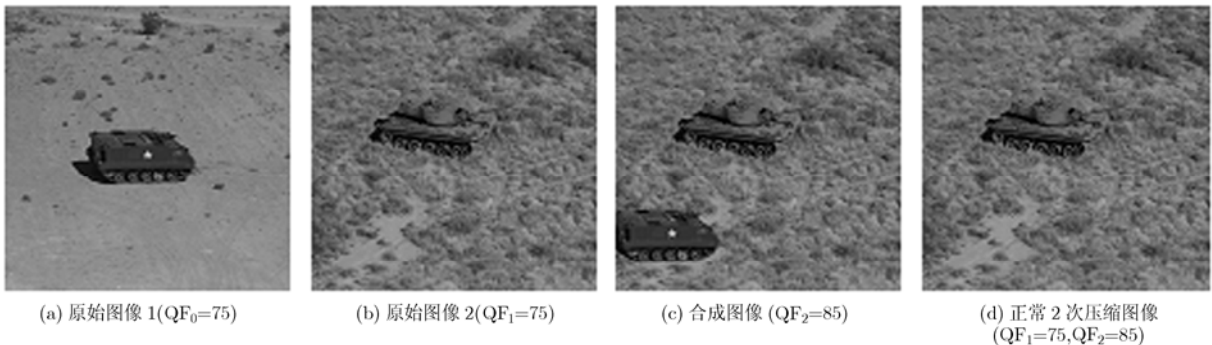 (a) 原始图像 1(QF₀=75)
(b) 原始图像 2(QF₁=75)
(c) 合成图像 (QF₂=85)
(d) 正常 2 次压缩图像
(QF₁=75,QF₂=85)